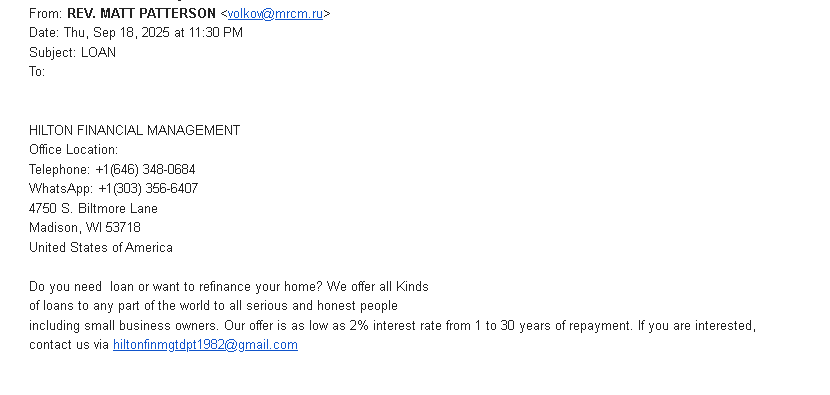 From: REV. MATT PATTERSON <volkov@mrcm.ru>
Date: Thu, Sep 18, 2025 at 11:30 PM
Subject: LOAN
To:
HILTON FINANCIAL MANAGEMENT
Office Location:
Telephone: +1(646) 348-0684
WhatsApp: +1(303) 356-6407
4750 S. Biltmore Lane
Madison, WI 53718
United States of America
Do you need  loan or want to refinance your home? We offer all Kinds
of loans to any part of the world to all serious and honest people
including small business owners. Our offer is as low as 2% interest rate from 1 to 30 years of repayment. If you are interested,
contact us via hiltonfinmgtdpt1982@gmail.com